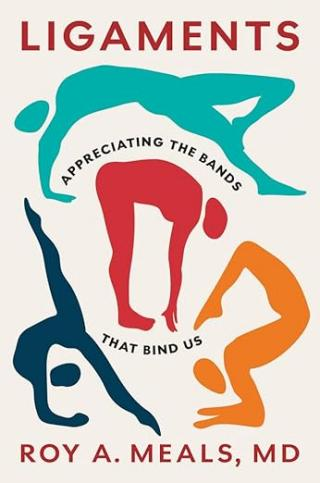 LIGAMENTS
APPRECIATING THE BANDS
THAT BIND US
ROY A. MEALS, MD